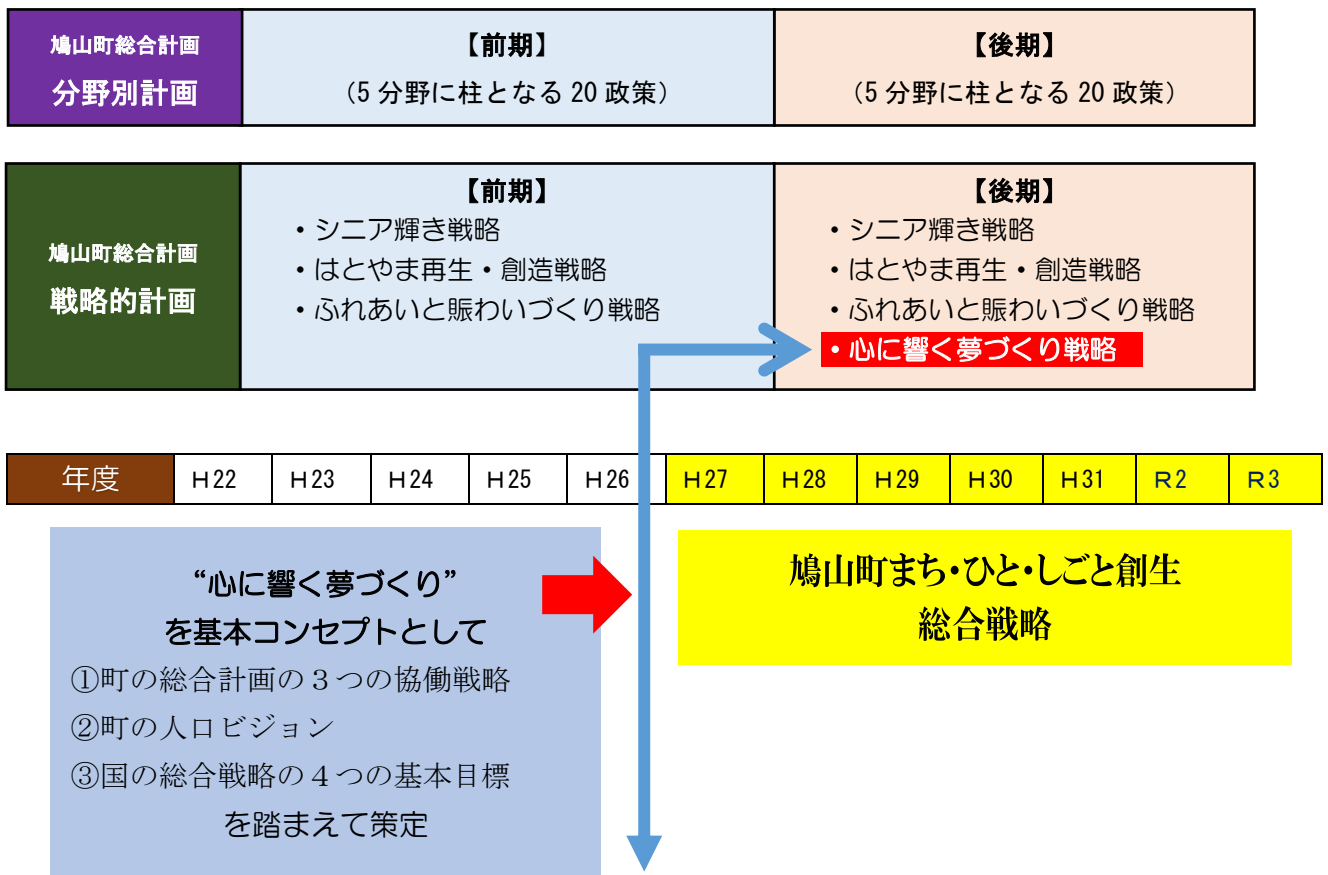 鳩山町総合計画
分野別計画
【前期】
（5 分野に柱となる 20 政策）
【後期】
（5 分野に柱となる 20 政策）
鳩山町総合計画
戦略的計画
【前期】
・シニア輝き戦略
・はとやま再生・創造戦略
・ふれあいと賑わいづくり戦略
【後期】
・シニア輝き戦略
・はとやま再生・創造戦略
・ふれあいと賑わいづくり戦略
・心に響く夢づくり戦略
年度 Ｈ22 Ｈ23 Ｈ24 Ｈ25 Ｈ26 Ｈ27 Ｈ28 Ｈ29 Ｈ30 Ｈ31 Ｒ2 Ｒ3
“心に響く夢づくり”
を基本コンセプトとして
①町の総合計画の３つの協働戦略
②町の人口ビジョン
③国の総合戦略の４つの基本目標
を踏まえて策定
鳩山町まち・ひと・しごと創生
総合戦略